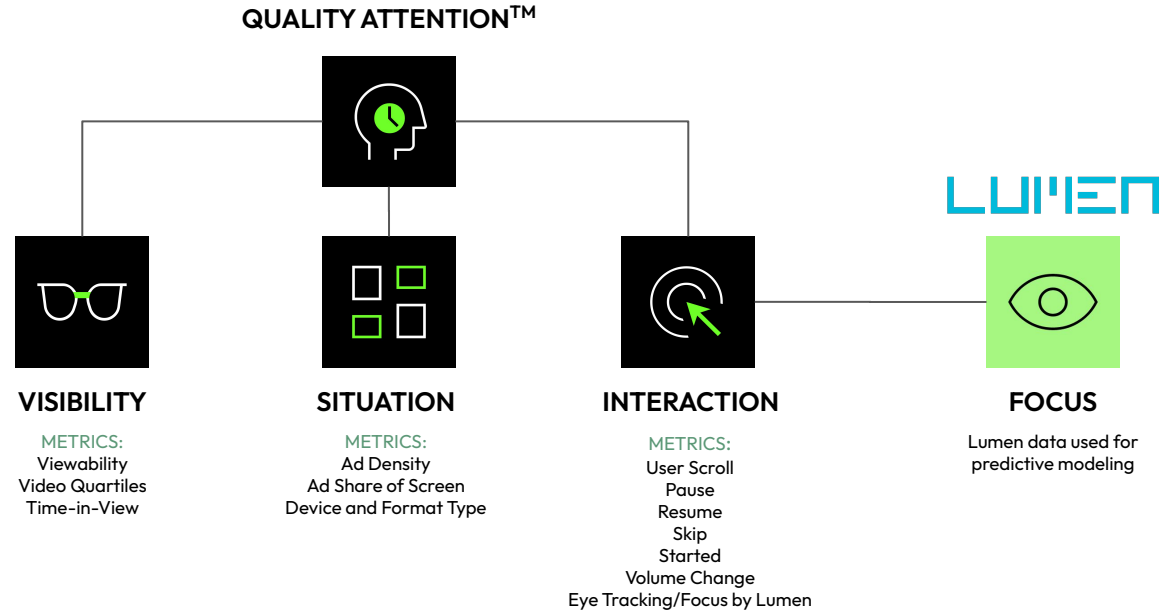 QUALITY ATTENTION™
LUMEN
VISIBILITY
METRICS:
Viewability
Video Quartiles
Time-in-View
SITUATION
METRICS:
Ad Density
Ad Share of Screen
Device and Format Type
INTERACTION
METRICS:
User Scroll
Pause
Resume
Skip
Started
Volume Change
Eye Tracking/Focus by Lumen
FOCUS
Lumen data used for
predictive modeling